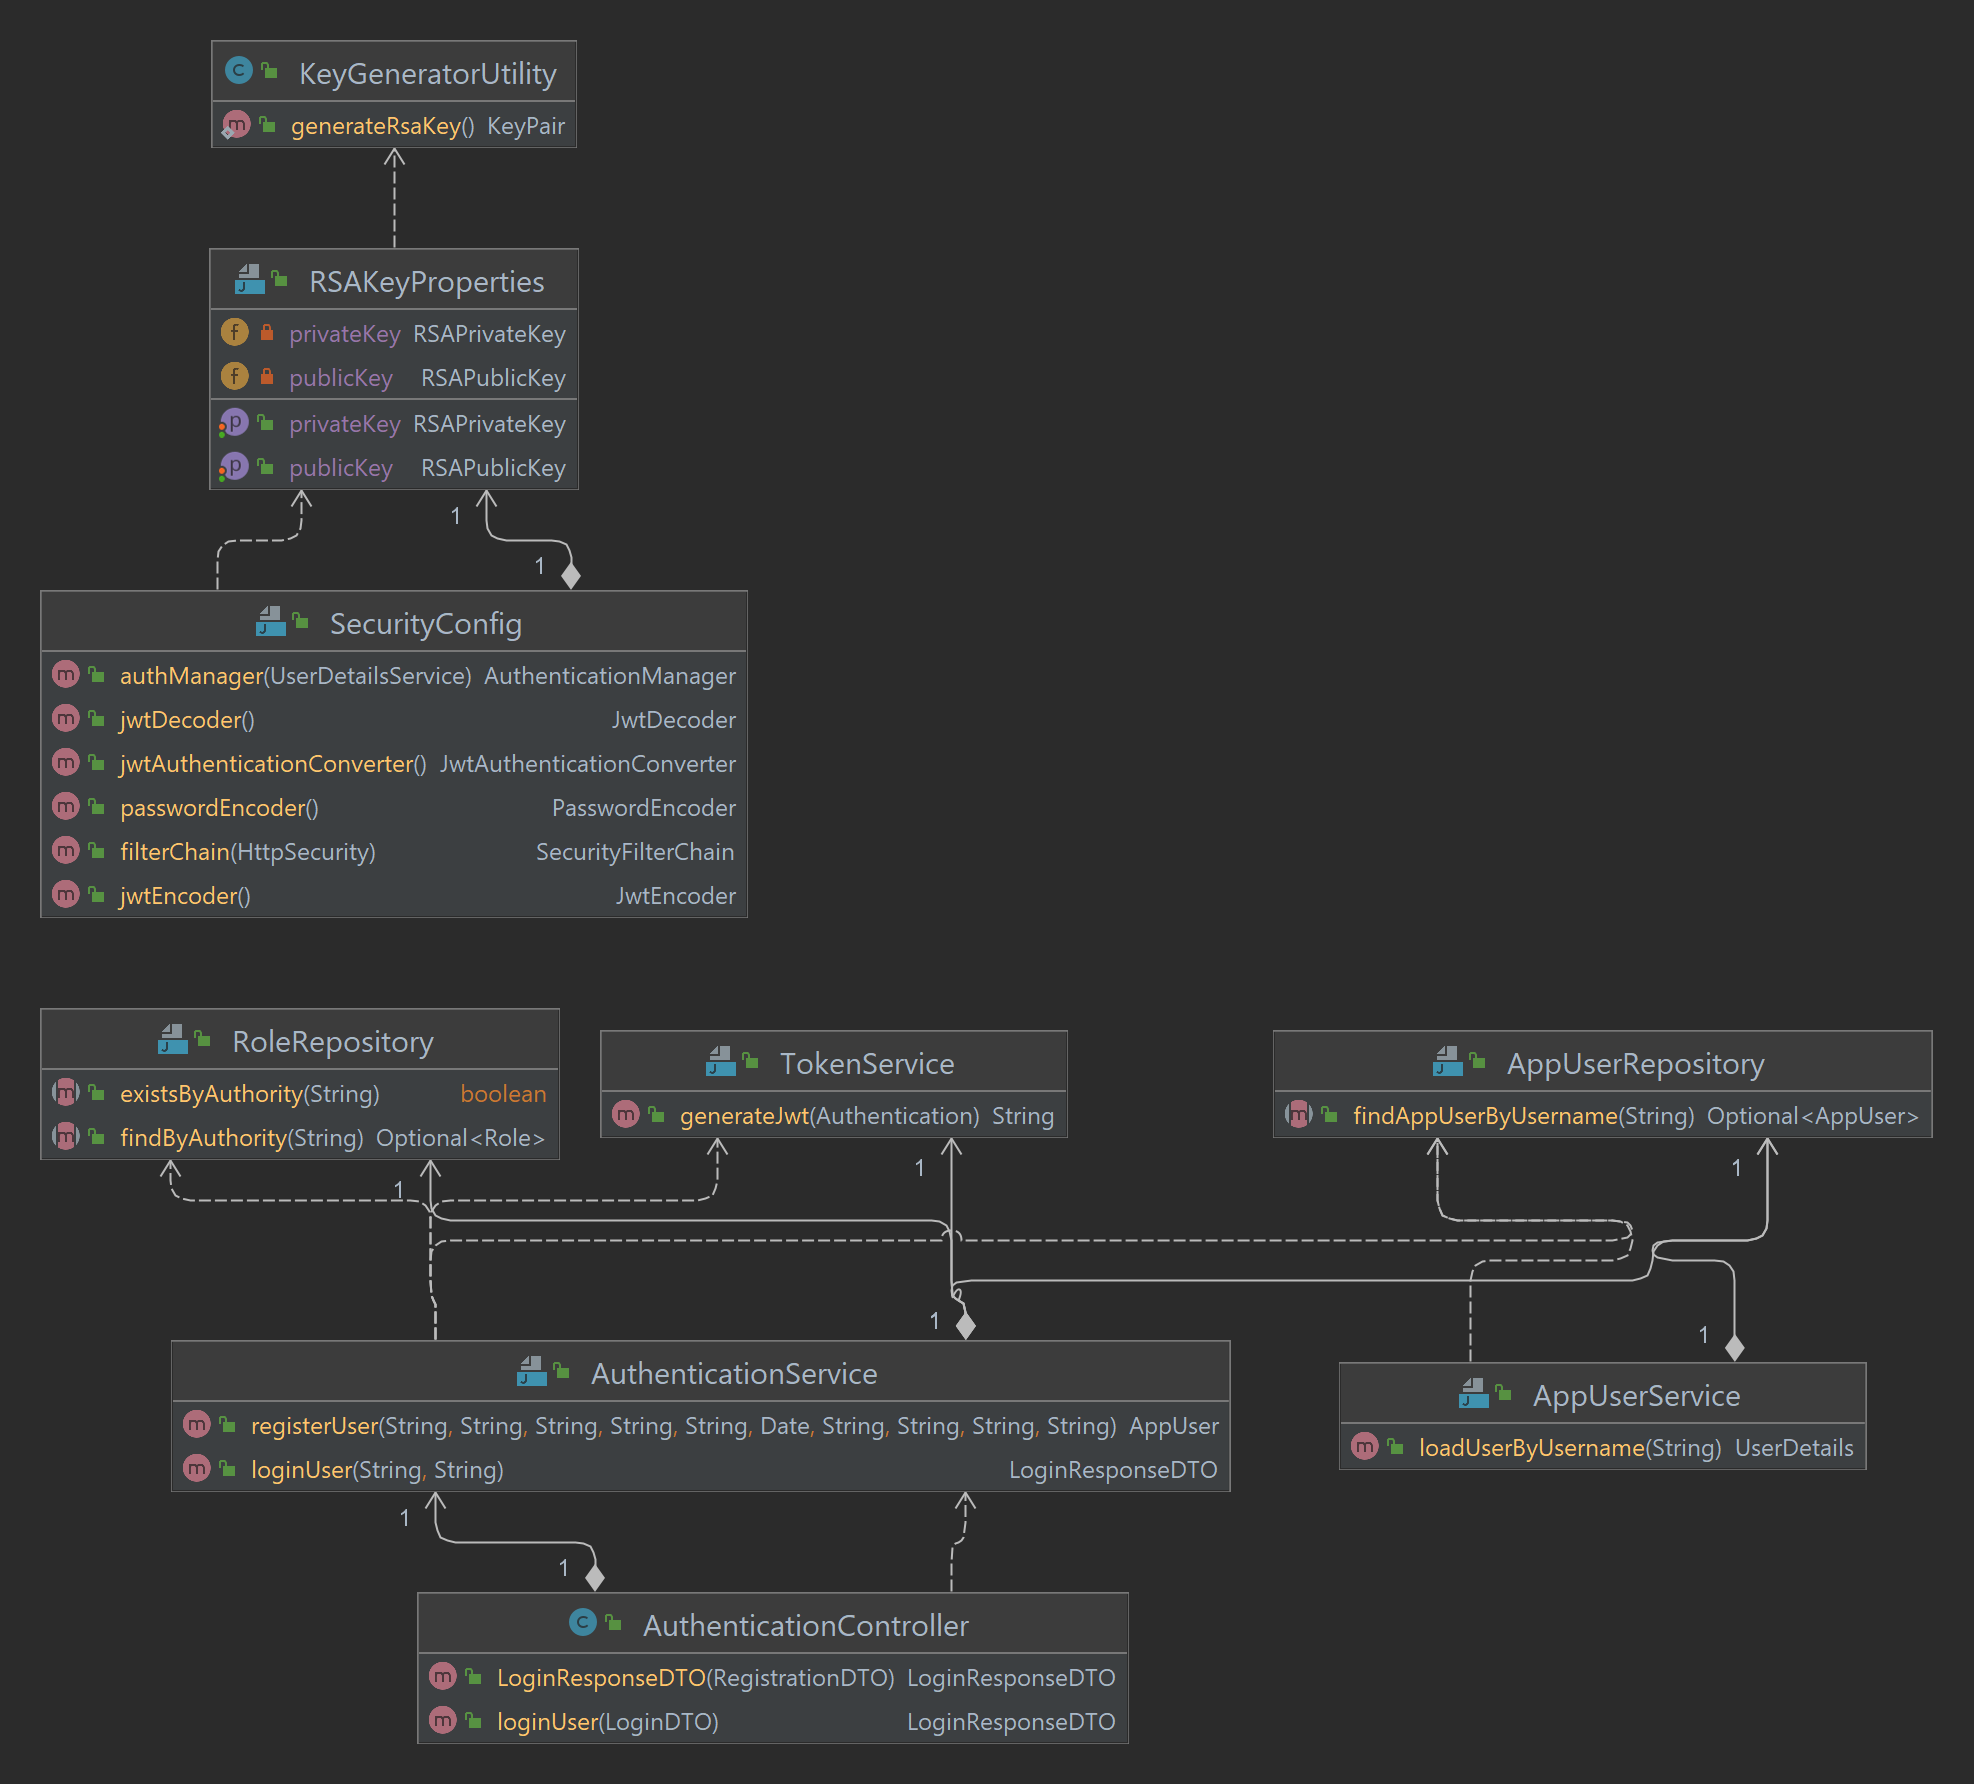 KeyGeneratorUtility
generateRsaKey() KeyPair
RSAKeyProperties
privateKey RSAPrivateKey
publicKey RSAPublicKey
privateKey RSAPrivateKey
publicKey RSAPublicKey
1
1
SecurityConfig
authManager(UserDetailsService) AuthenticationManager
jwtDecoder() JwtDecoder
jwtAuthenticationConverter() JwtAuthenticationConverter
passwordEncoder() PasswordEncoder
filterChain(HttpSecurity) SecurityFilterChain
jwtEncoder() JwtEncoder
RoleRepository
existsByAuthority(String) boolean
findByAuthority(String) Optional<Role>
TokenService
generateJwt(Authentication) String
AppUserRepository
findAppUserByUsername(String) Optional<AppUser>
1
1
1
1
1
AuthenticationService
registerUser(String, String, String, String, String, Date, String, String, String, String) AppUser
loginUser(String, String) LoginResponseDTO
AppUserService
loadUserByUsername(String) UserDetails
1
1
AuthenticationController
LoginResponseDTO(RegistrationDTO) LoginResponseDTO
loginUser(LoginDTO) LoginResponseDTO